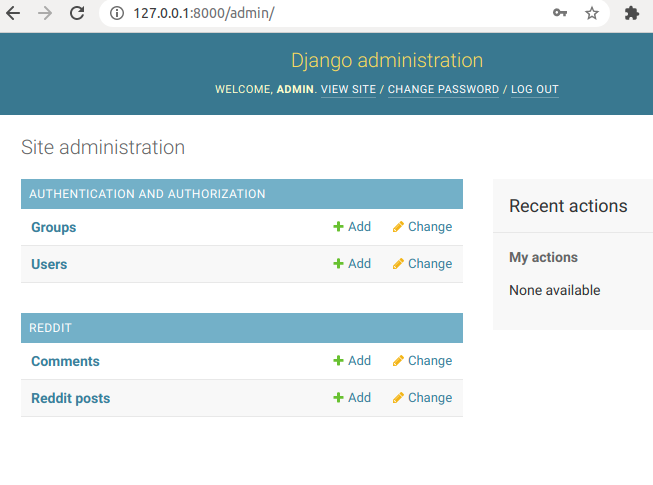 127.0.0.1:8000/admin/
Django administration
WELCOME, ADMIN. VIEW SITE / CHANGE PASSWORD / LOG OUT
Site administration
AUTHENTICATION AND AUTHORIZATION
Groups Add Change
Users Add Change
REDDIT
Comments Add Change
Reddit posts Add Change
Recent actions
My actions
None available